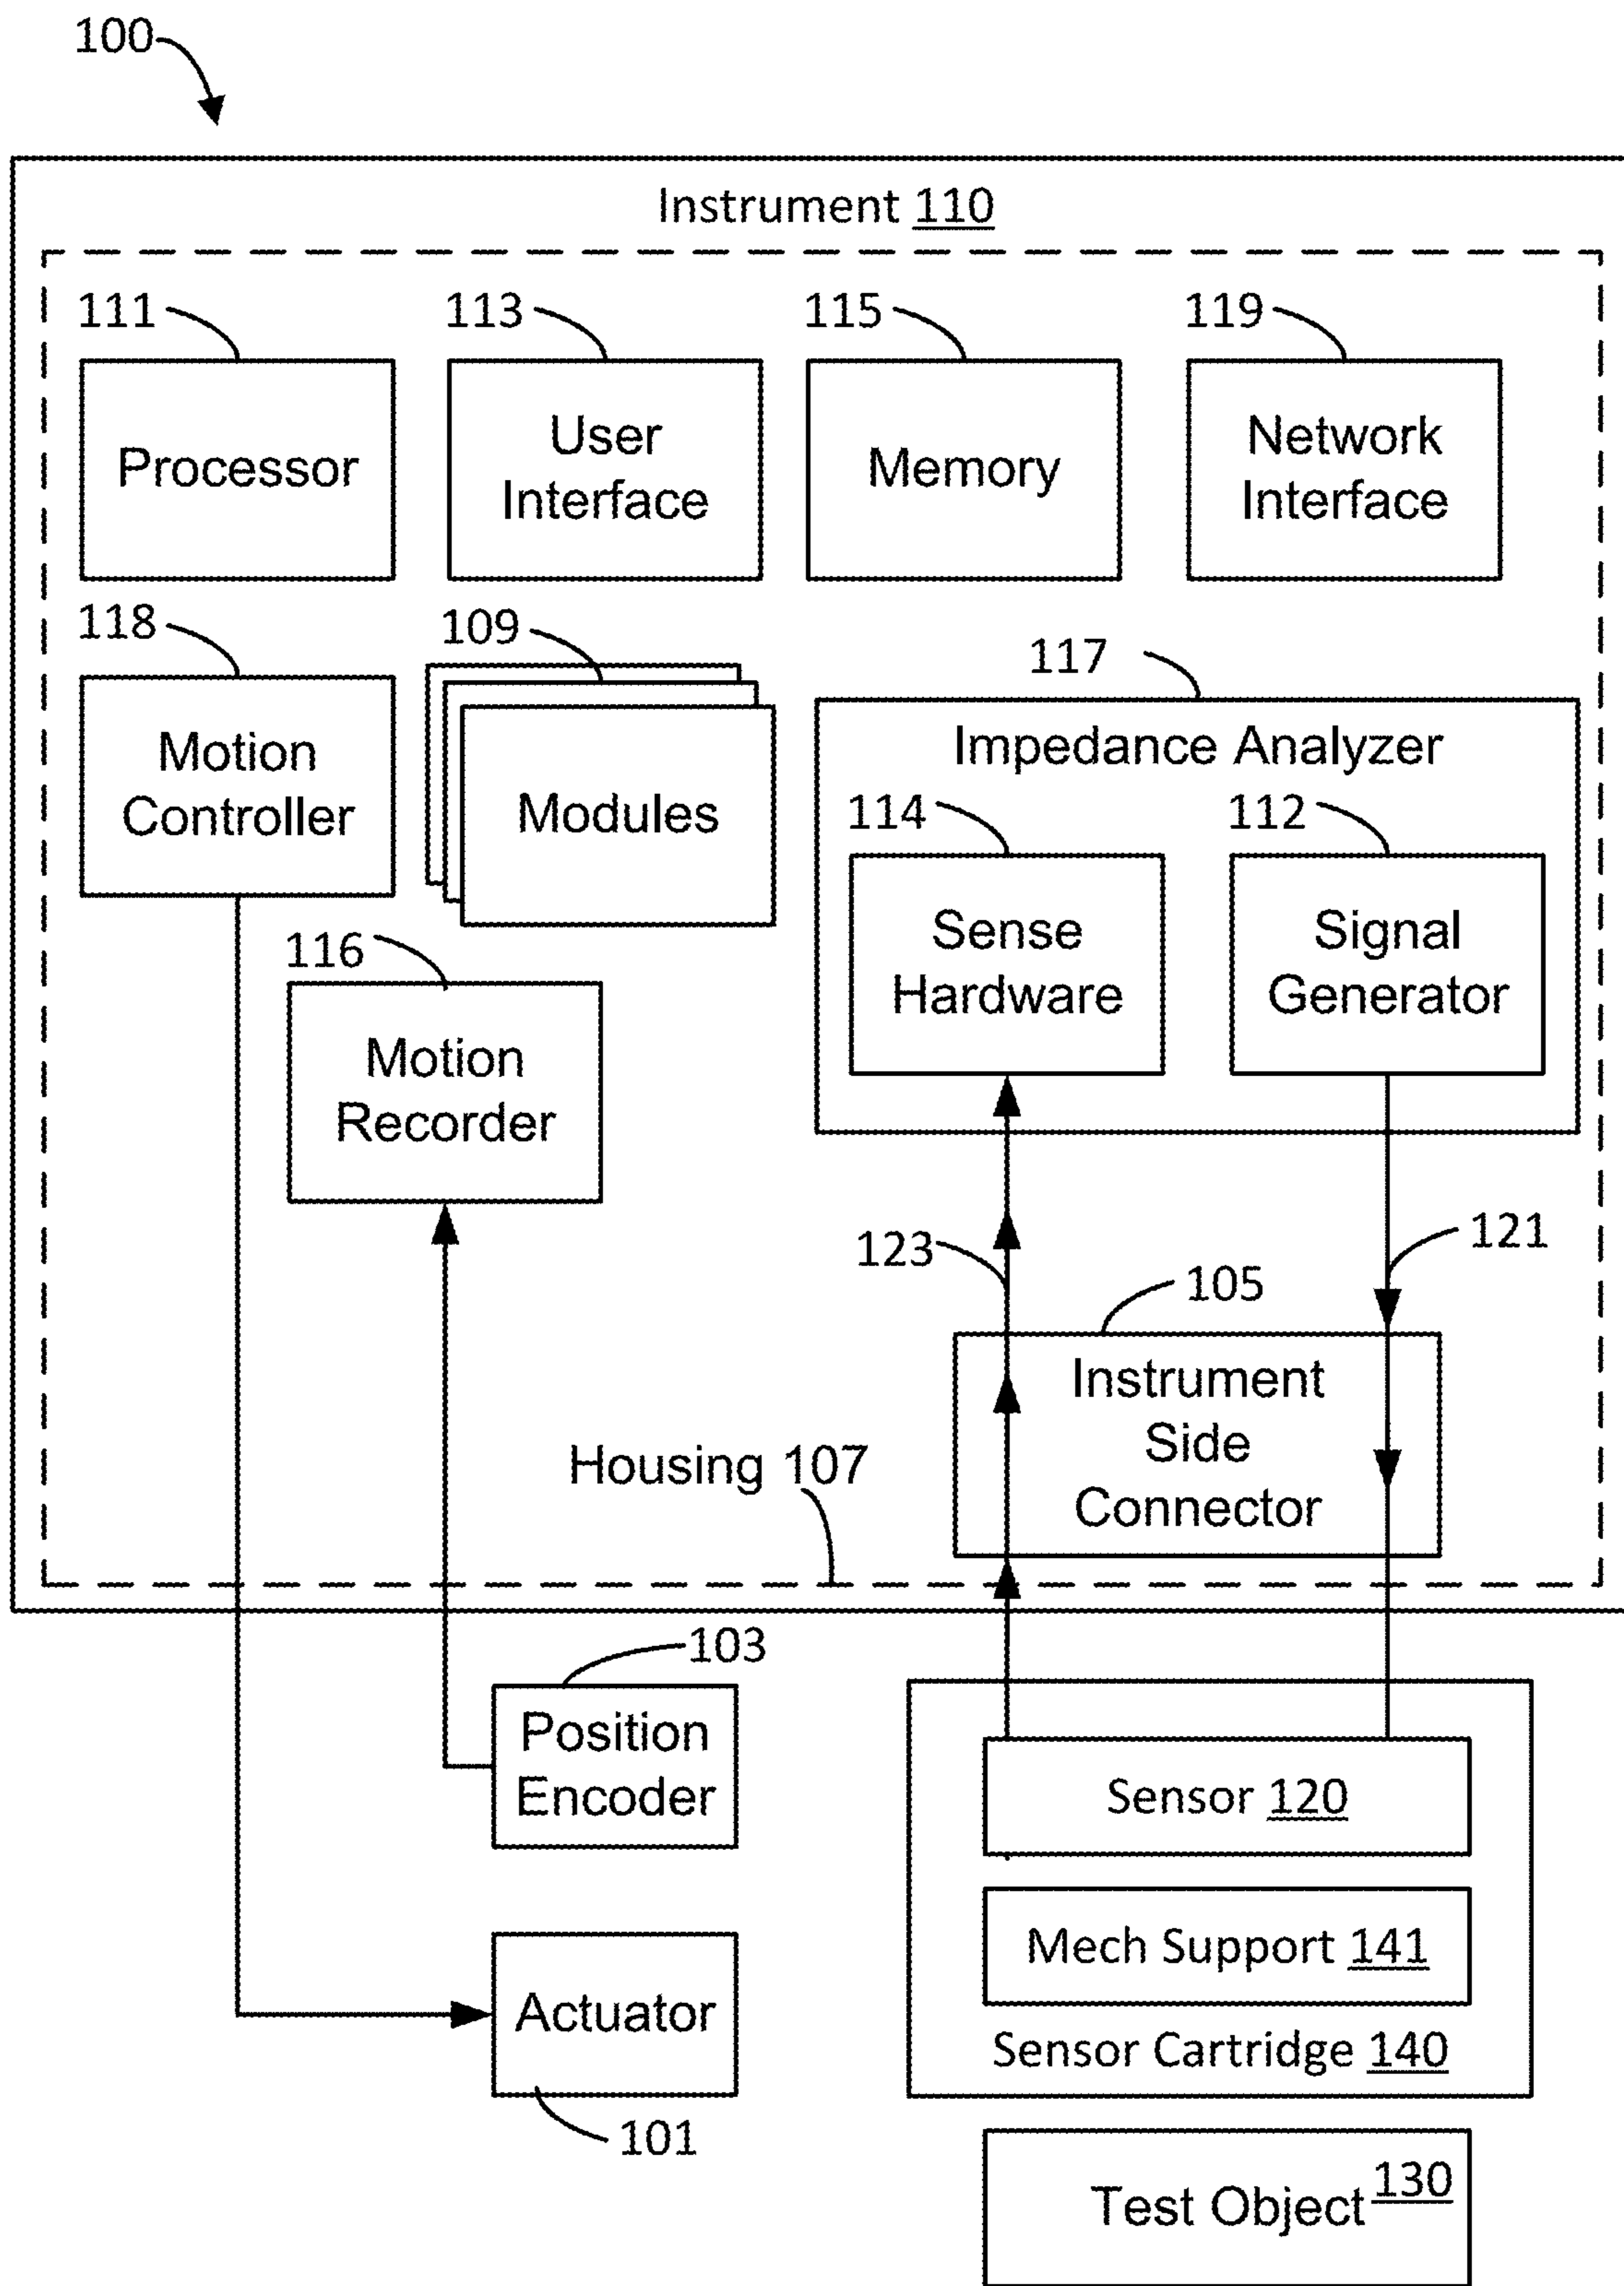 100
Instrument 110
111
113
115
119
Processor
User
Interface
Memory
Network
Interface
118
109
117
Motion
Controller
Modules
Impedance Analyzer
114
112
Sense
Hardware
Signal
Generator
116
Motion
Recorder
123
121
105
Instrument
Side
Connector
Housing 107
103
Position
Encoder
Sensor 120
Mech Support 141
Actuator
Sensor Cartridge 140
101
Test Object 130